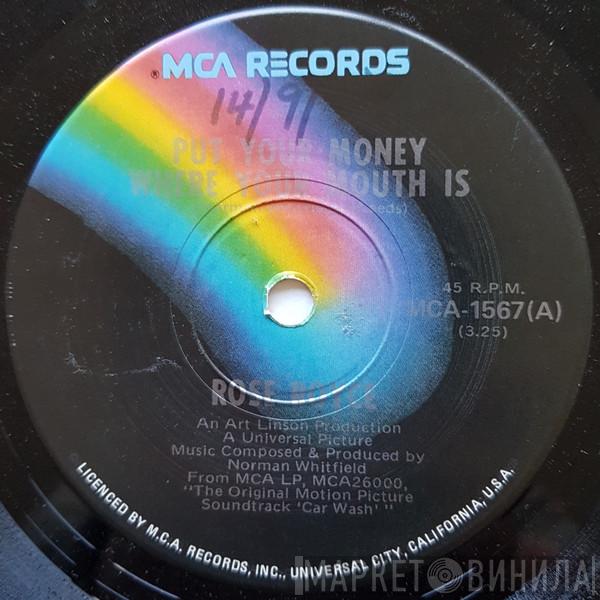 ® MCA RECORDS
14/9/
PUT YOUR MONEY
WHERE YOUR MOUTH IS
45 R.P.M.
MCA-1567(A)
(3.25)
ROSE ROYCE
An Art Linson Production
A Universal Picture
Music Composed & Produced by
Norman Whitfield
From MCA LP, MCA26000,
"The Original Motion Picture
Soundtrack 'Car Wash' "
LICENCED BY M.C.A. RECORDS, INC., UNIVERSAL CITY, CALIFORNIA, U.S.A.
МАРКЕТ ВИНИЛА